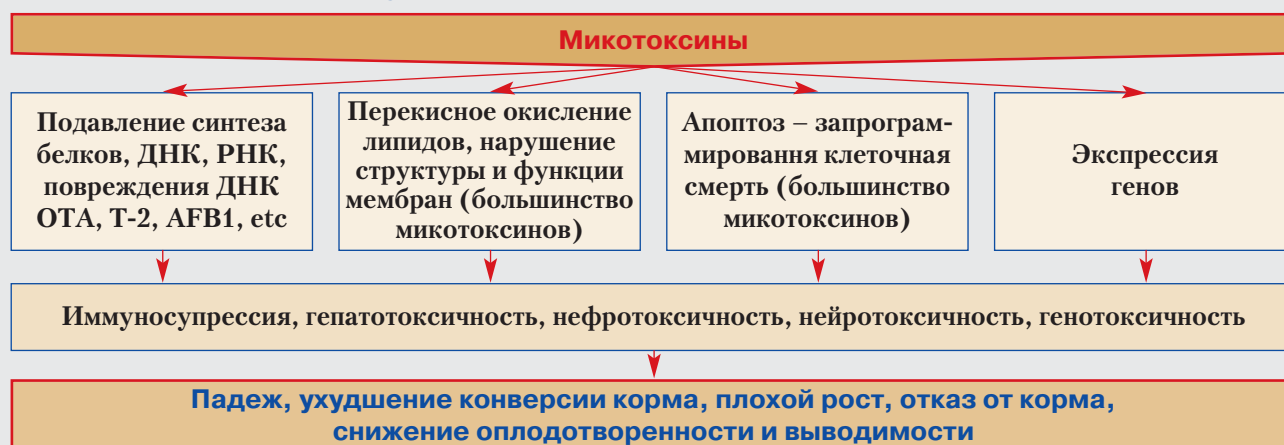 Микотоксины
Подавление синтеза
белков, ДНК, РНК,
повреждения ДНК
ОТА, Т-2, AFB1, etc
Перекисное окисление
липидов, нарушение
структуры и функции
мембран (большинство
микотоксинов)
Апоптоз – запрограм-
мировання клеточная
смерть (большинство
микотоксинов)
Экспрессия
генов
Иммуносупрессия, гепатотоксичность, нефротоксичность, нейротоксичность, генотоксичность
Падеж, ухудшение конверсии корма, плохой рост, отказ от корма,
снижение оплодотворенности и выводимости